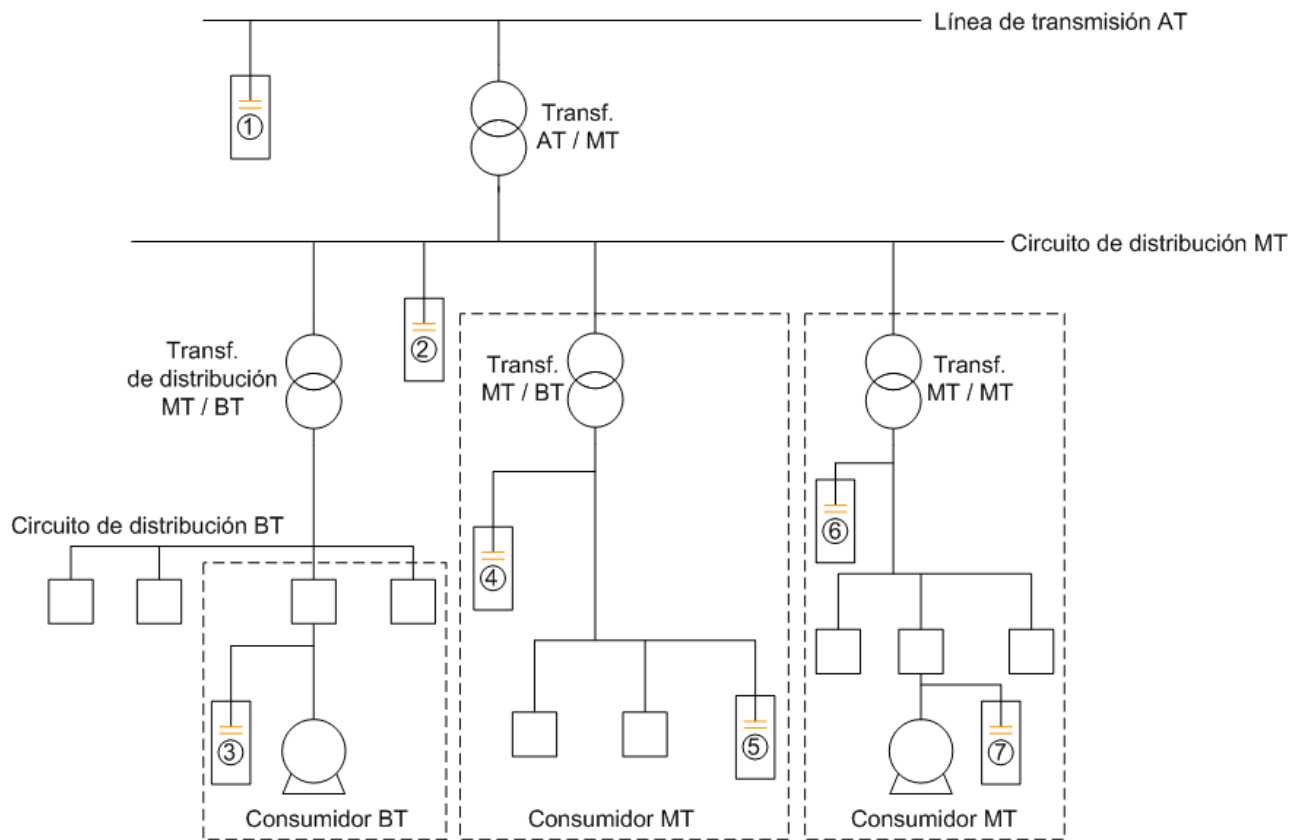 Línea de transmisión AT
①
Transf.
AT / MT
Circuito de distribución MT
Transf.
de distribución
MT / BT
②
Transf.
MT / BT
Transf.
MT / MT
Circuito de distribución BT
④
⑥
③
⑤
⑦
Consumidor BT
Consumidor MT
Consumidor MT